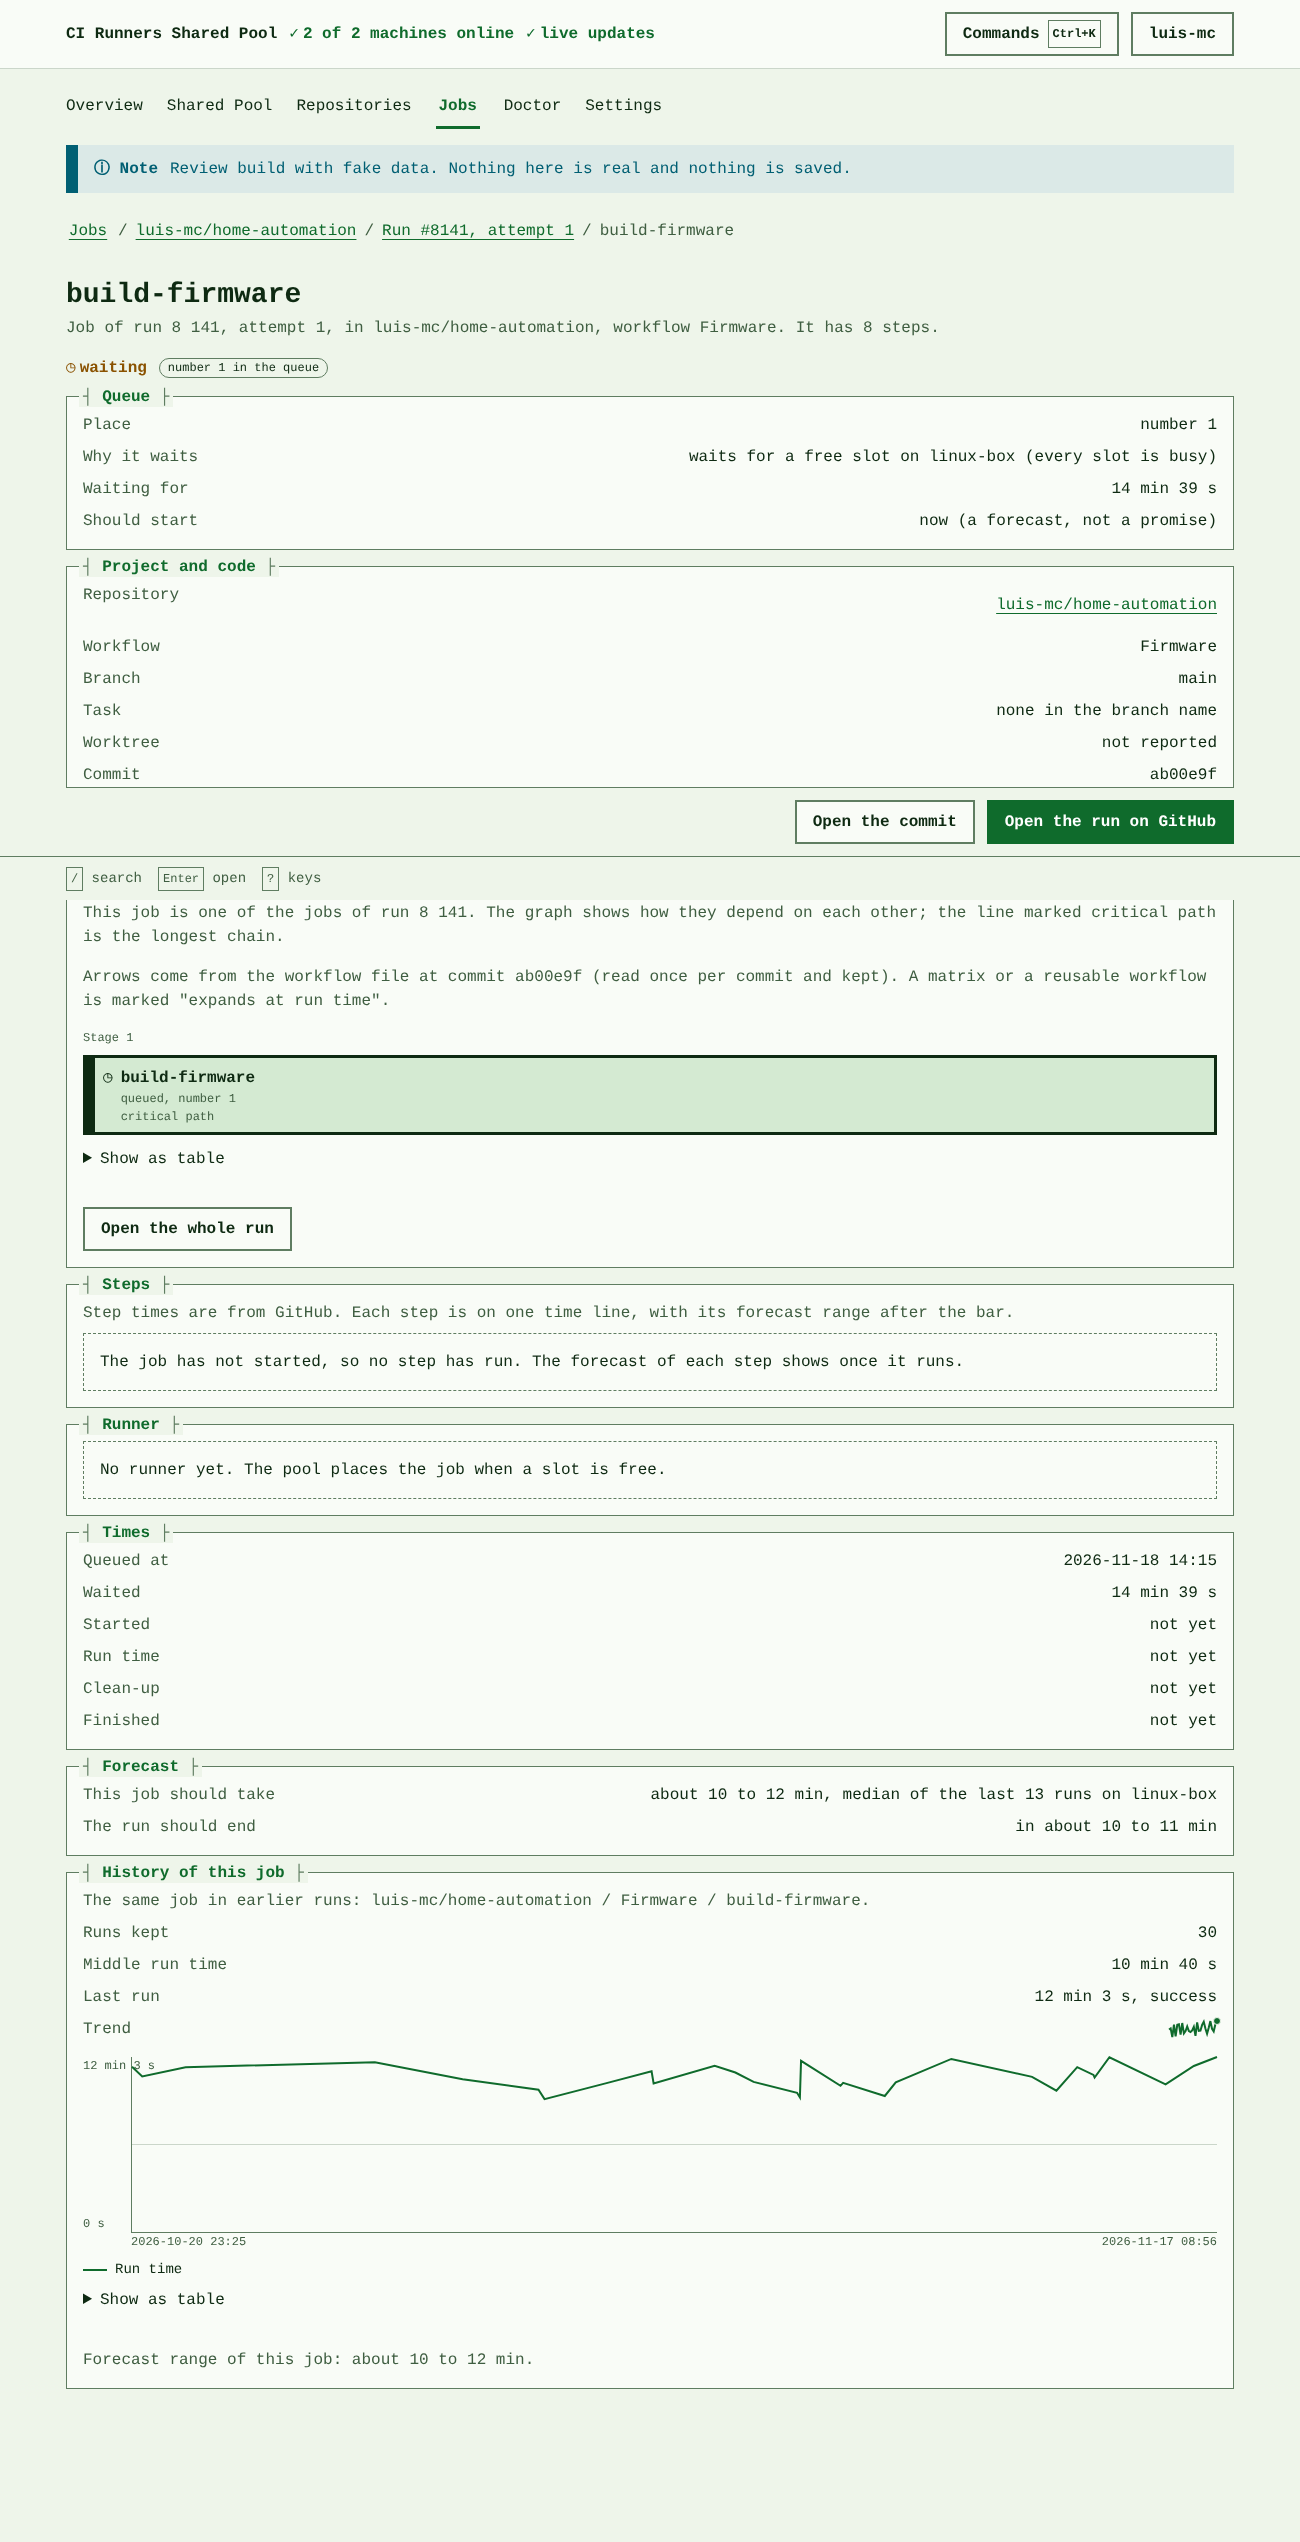 CI Runners Shared Pool ✓ 2 of 2 machines online ✓ live updates Commands Ctrl+K luis-mc
Overview Shared Pool Repositories Jobs Doctor Settings
ⓘ Note Review build with fake data. Nothing here is real and nothing is saved.
Jobs / luis-mc/home-automation / Run #8141, attempt 1 / build-firmware
build-firmware
Job of run 8 141, attempt 1, in luis-mc/home-automation, workflow Firmware. It has 8 steps.
◷ waiting number 1 in the queue
Queue
Place number 1
Why it waits waits for a free slot on linux-box (every slot is busy)
Waiting for 14 min 39 s
Should start now (a forecast, not a promise)
Project and code
Repository luis-mc/home-automation
Workflow Firmware
Branch main
Task none in the branch name
Worktree not reported
Commit ab00e9f
Open the commit Open the run on GitHub
/ search Enter open ? keys
This job is one of the jobs of run 8 141. The graph shows how they depend on each other; the line marked critical path
is the longest chain.
Arrows come from the workflow file at commit ab00e9f (read once per commit and kept). A matrix or a reusable workflow
is marked "expands at run time".
Stage 1
◷ build-firmware
queued, number 1
critical path
▶ Show as table
Open the whole run
Steps
Step times are from GitHub. Each step is on one time line, with its forecast range after the bar.
The job has not started, so no step has run. The forecast of each step shows once it runs.
Runner
No runner yet. The pool places the job when a slot is free.
Times
Queued at 2026-11-18 14:15
Waited 14 min 39 s
Started not yet
Run time not yet
Clean-up not yet
Finished not yet
Forecast
This job should take about 10 to 12 min, median of the last 13 runs on linux-box
The run should end in about 10 to 11 min
History of this job
The same job in earlier runs: luis-mc/home-automation / Firmware / build-firmware.
Runs kept 30
Middle run time 10 min 40 s
Last run 12 min 3 s, success
Trend
12 min 3 s
0 s
2026-10-20 23:25 2026-11-17 08:56
Run time
▶ Show as table
Forecast range of this job: about 10 to 12 min.